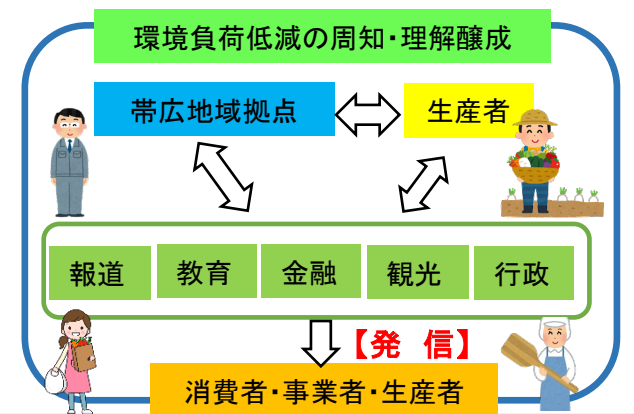 環境負荷低減の周知・理解醸成
帯広地域拠点
生産者
報道
教育
金融
観光
行政
【発　信】
消費者・事業者・生産者